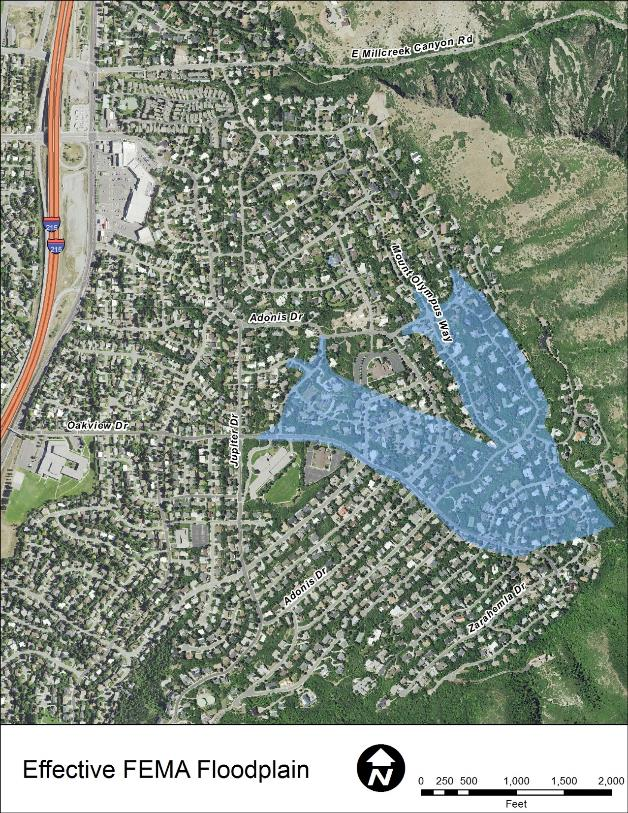 E Millcreek Canyon Rd
215
215
Mount Olympus Way
Adonis Dr
Oakview Dr
Jupiter Dr
Adonis Dr
Zarahemla Dr
Effective FEMA Floodplain
N
0 250 500 1,000 1,500 2,000
Feet